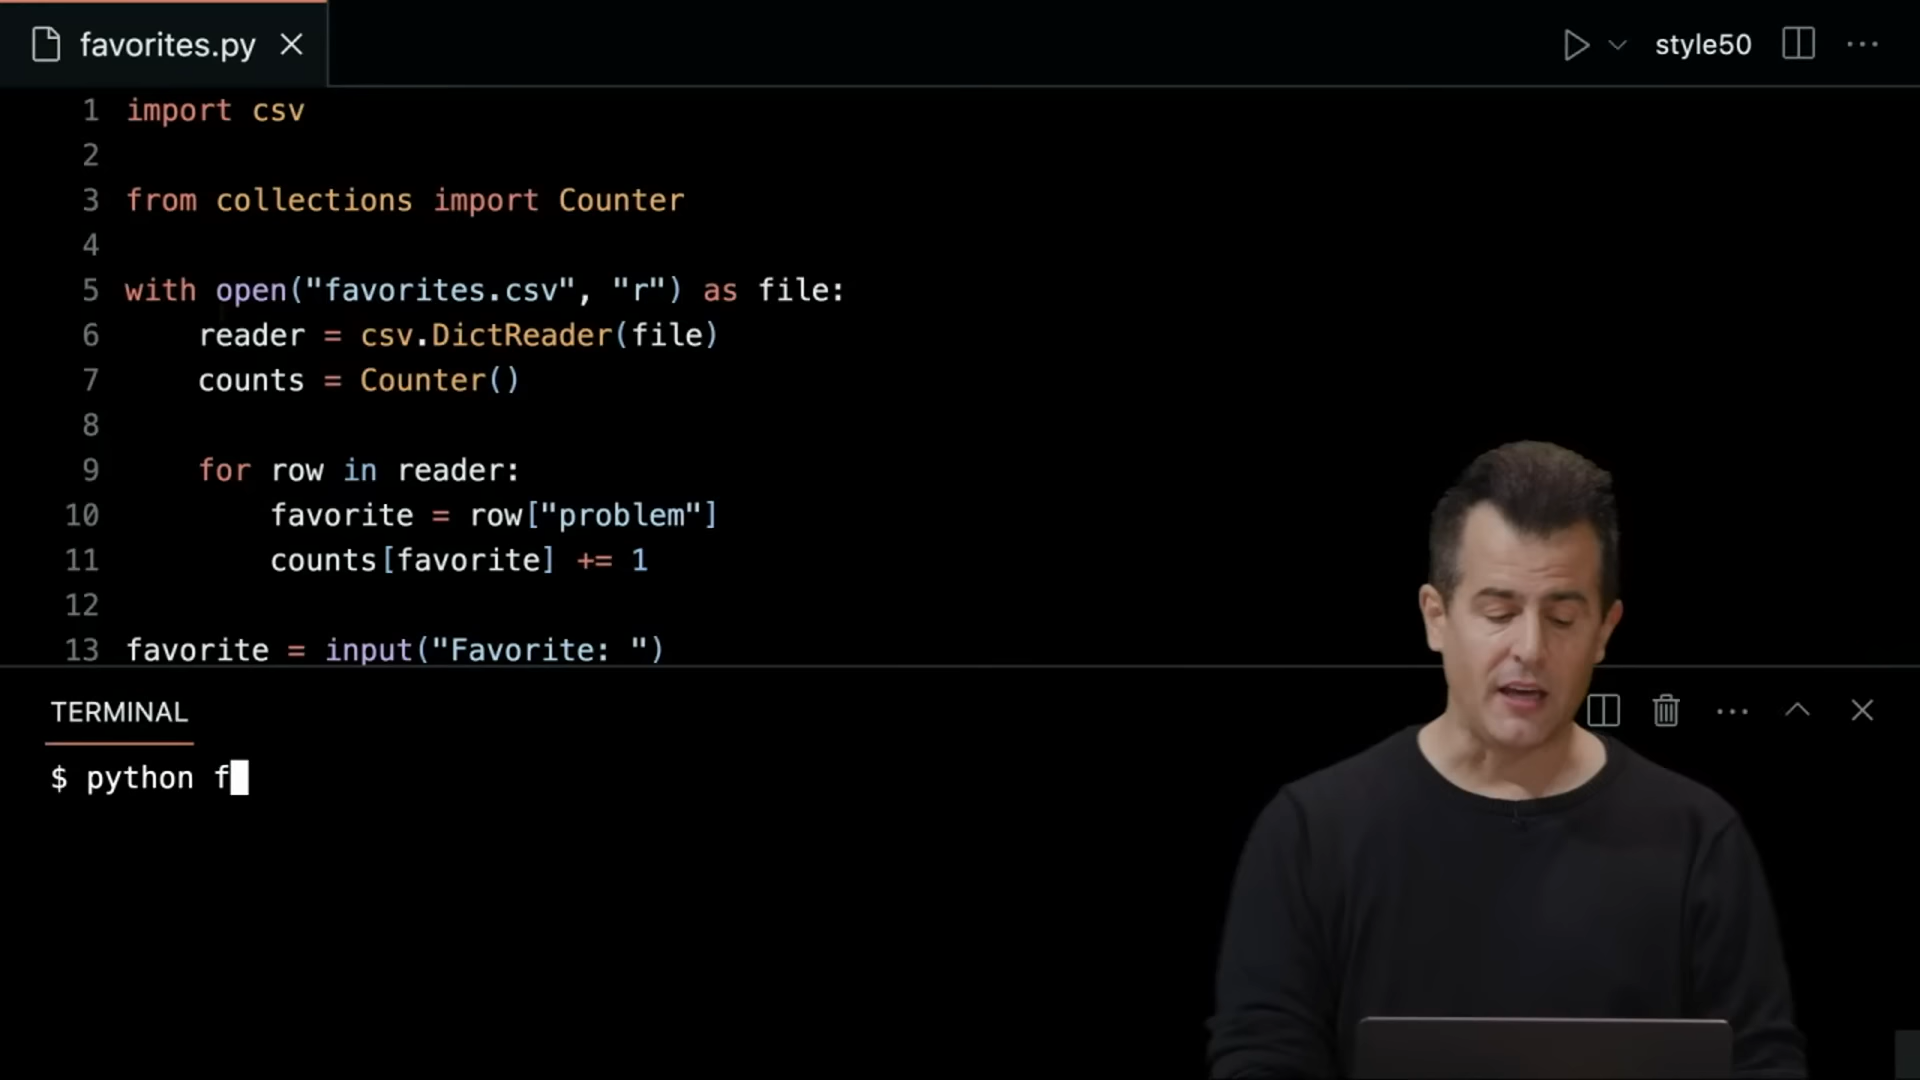 favorites.py
style50
1 import csv
2
3 from collections import Counter
4
5 with open("favorites.csv", "r") as file:
6     reader = csv.DictReader(file)
7     counts = Counter()
8
9     for row in reader:
10         favorite = row["problem"]
11         counts[favorite] += 1
12
13 favorite = input("Favorite: ")
TERMINAL
$ python f